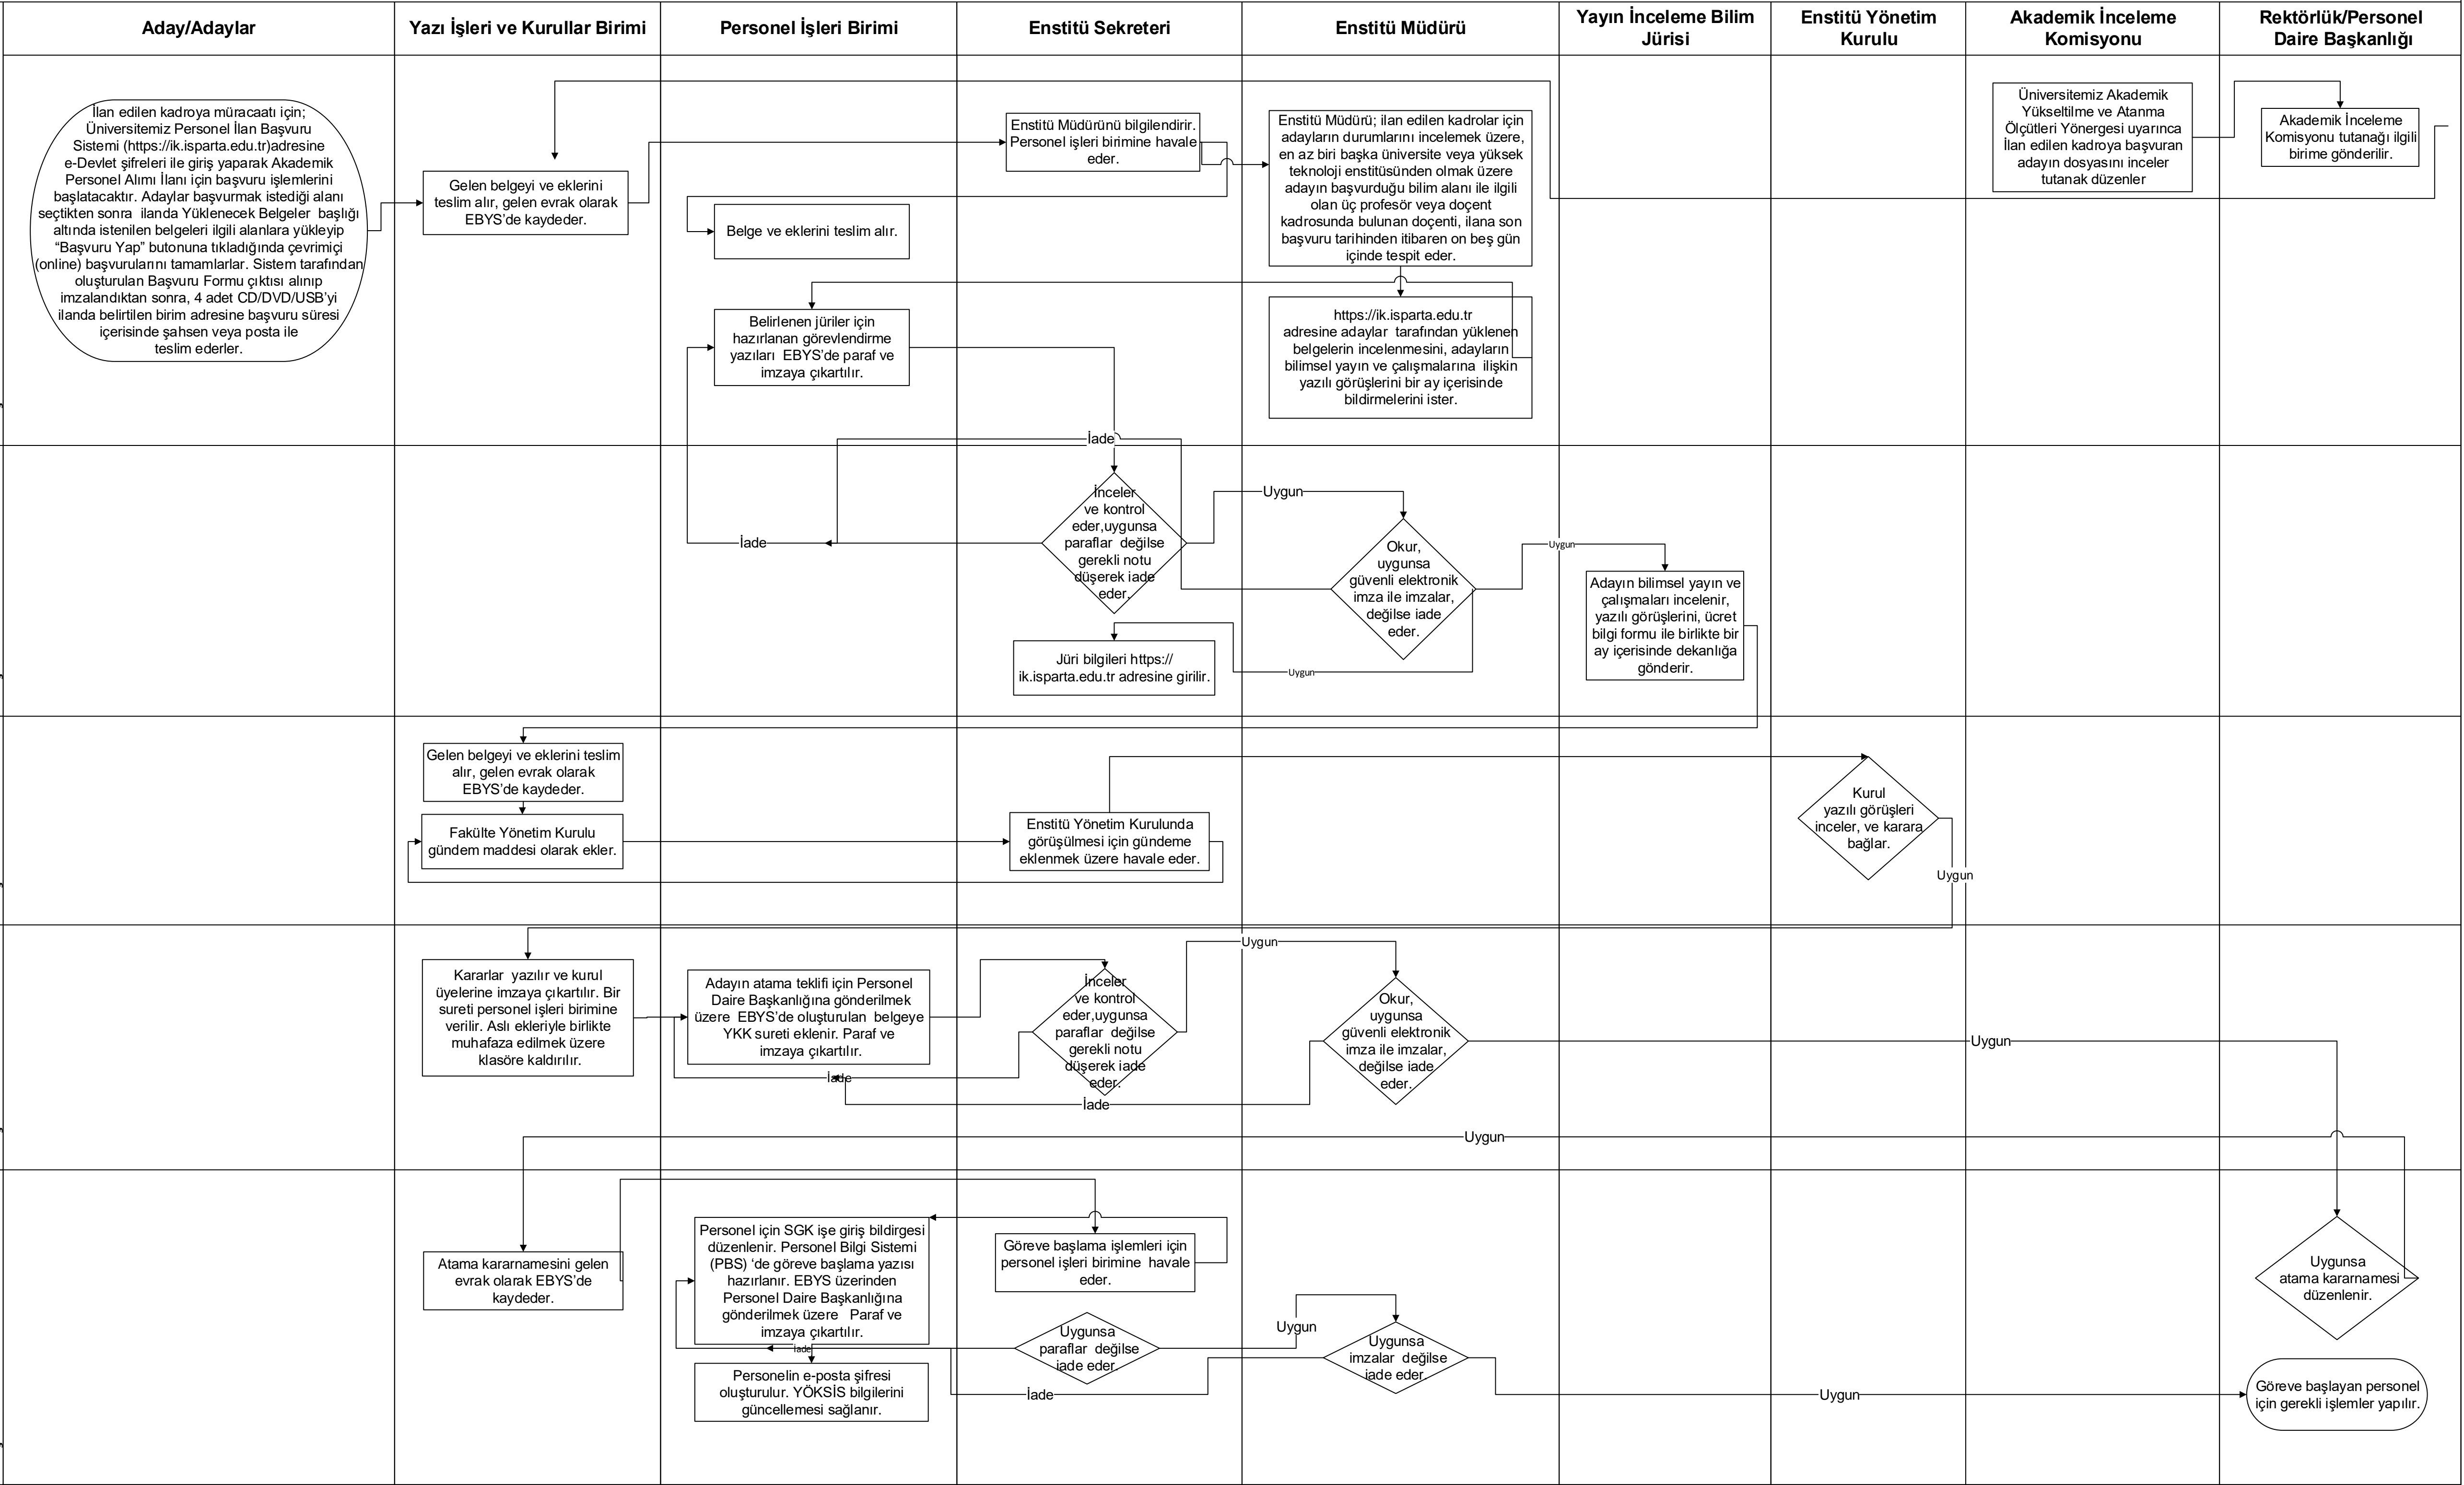 Aday/Adaylar
Yazı İşleri ve Kurullar Birimi
Personel İşleri Birimi
Enstitü Sekreteri
Enstitü Müdürü
Yayın İnceleme Bilim
Jürisi
Enstitü Yönetim
Kurulu
Akademik İnceleme
Komisyonu
Rektörlük/Personel
Daire Başkanlığı
İlan edilen kadroya müracaatı için;
Üniversitemiz Personel İlan Başvuru
Sistemi (https://ik.isparta.edu.tr)adresine
e-Devlet şifreleri ile giriş yaparak Akademik
Personel Alımı İlanı için başvuru işlemlerini
başlatacaktır. Adaylar başvurmak istediği alanı
seçtikten sonra ilanda Yüklenecek Belgeler başlığı
altında istenilen belgeleri ilgili alanlara yükleyip
“Başvuru Yap” butonuna tıkladığında çevrimiçi
(online) başvurularını tamamlarlar. Sistem tarafından
oluşturulan Başvuru Formu çıktısı alınıp
imzalandıktan sonra, 4 adet CD/DVD/USB’yi
ilanda belirtilen birim adresine başvuru süresi
içerisinde şahsen veya posta ile
teslim ederler.
Gelen belgeyi ve eklerini
teslim alır, gelen evrak olarak
EBYS’de kaydeder.
Belge ve eklerini teslim alır.
Belirlenen jüriler için
hazırlanan görevlendirme
yazıları EBYS’de paraf ve
imzaya çıkartılır.
Enstitü Müdürünü bilgilendirir.
Personel işleri birimine havale
eder.
Enstitü Müdürü; ilan edilen kadrolar için
adayların durumlarını incelemek üzere,
en az biri başka üniversite veya yüksek
teknoloji enstitüsünden olmak üzere
adayın başvurduğu bilim alanı ile ilgili
olan üç profesör veya doçent
kadrosunda bulunan doçenti, ilana son
başvuru tarihinden itibaren on beş gün
içinde tespit eder.
https://ik.isparta.edu.tr
adresine adaylar tarafından yüklenen
belgelerin incelenmesini, adayların
bilimsel yayın ve çalışmalarına ilişkin
yazılı görüşlerini bir ay içerisinde
bildirmelerini ister.
Üniversitemiz Akademik
Yükseltilme ve Atanma
Ölçütleri Yönergesi uyarınca
İlan edilen kadroya başvuran
adayın dosyasını inceler
tutanak düzenler
Akademik İnceleme
Komisyonu tutanağı ilgili
birime gönderilir.
İade
İade
İnceler
ve kontrol
eder,uygunsa
paraflar değilse
gerekli notu
düşerek iade
eder.
Uygun
Okur,
uygunsa
güvenli elektronik
imza ile imzalar,
değilse iade
eder.
Uygun
Adayın bilimsel yayın ve
çalışmaları incelenir,
yazılı görüşlerini, ücret
bilgi formu ile birlikte bir
ay içerisinde dekanlığa
gönderir.
Jüri bilgileri https://
ik.isparta.edu.tr adresine girilir.
Uygun
Gelen belgeyi ve eklerini teslim
alır, gelen evrak olarak
EBYS’de kaydeder.
Fakülte Yönetim Kurulu
gündem maddesi olarak ekler.
Enstitü Yönetim Kurulunda
görüşülmesi için gündeme
eklenmek üzere havale eder.
Kurul
yazılı görüşleri
inceler, ve karara
bağlar.
Uygun
Kararlar yazılır ve kurul
üyelerine imzaya çıkartılır. Bir
sureti personel işleri birimine
verilir. Aslı ekleriyle birlikte
muhafaza edilmek üzere
klasöre kaldırılır.
Adayın atama teklifi için Personel
Daire Başkanlığına gönderilmek
üzere EBYS’de oluşturulan belgeye
YKK sureti eklenir. Paraf ve
imzaya çıkartılır.
İade
İnceler
ve kontrol
eder,uygunsa
paraflar değilse
gerekli notu
düşerek iade
eder.
İade
Uygun
Okur,
uygunsa
güvenli elektronik
imza ile imzalar,
değilse iade
eder.
Uygun
Uygun
Atama kararnamesini gelen
evrak olarak EBYS’de
kaydeder.
Personel için SGK işe giriş bildirgesi
düzenlenir. Personel Bilgi Sistemi
(PBS) ‘de göreve başlama yazısı
hazırlanır. EBYS üzerinden
Personel Daire Başkanlığına
gönderilmek üzere Paraf ve
imzaya çıkartılır.
İade
Personelin e-posta şifresi
oluşturulur. YÖKSİS bilgilerini
güncellemesi sağlanır.
Göreve başlama işlemleri için
personel işleri birimine havale
eder.
Uygunsa
paraflar değilse
iade eder.
İade
Uygun
Uygunsa
imzalar değilse
iade eder.
Uygun
Uygunsa
atama kararnamesi
düzenlenir.
Göreve başlayan personel
için gerekli işlemler yapılır.